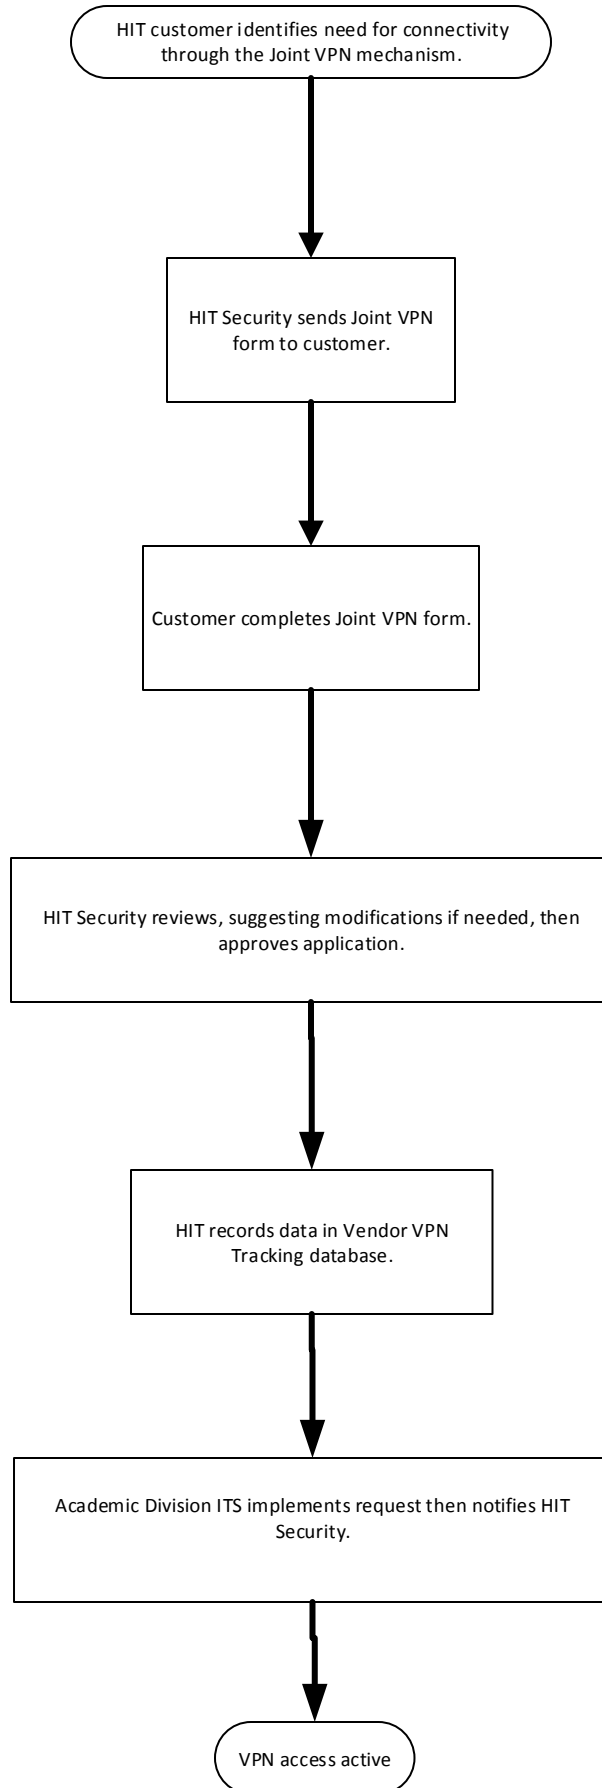 HIT customer identifies need for connectivity
through the Joint VPN mechanism.
HIT Security sends Joint VPN
form to customer.
Customer completes Joint VPN form.
HIT Security reviews, suggesting modifications if needed, then
approves application.
HIT records data in Vendor VPN
Tracking database.
Academic Division ITS implements request then notifies HIT
Security.
VPN access active